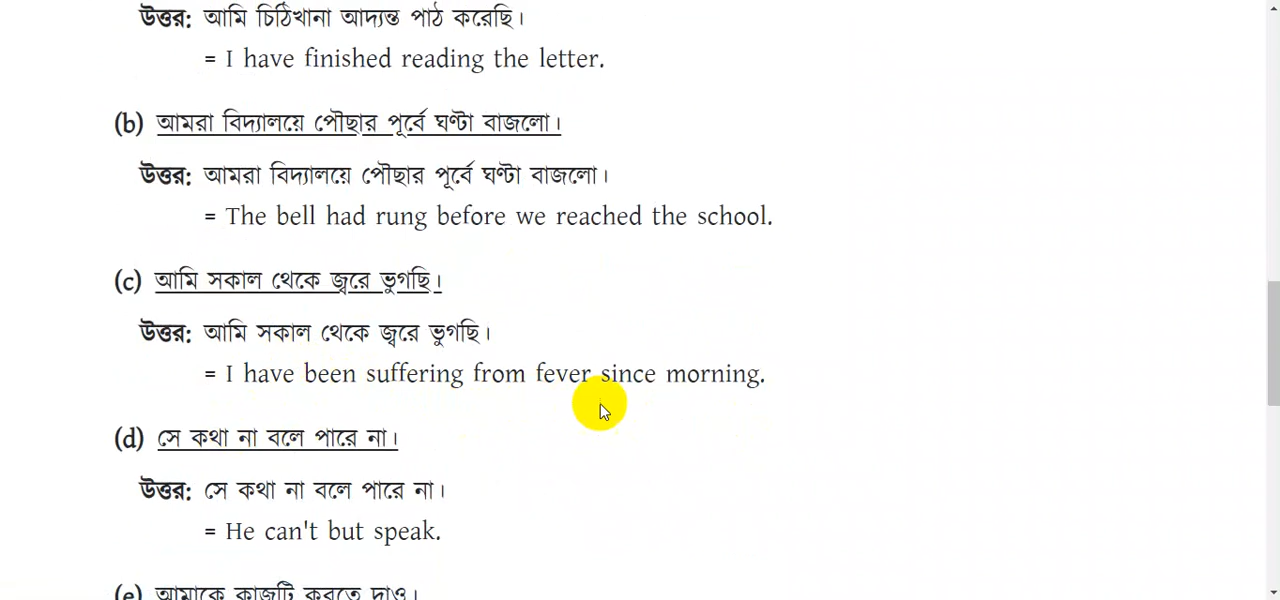 উত্তর: আমি চিঠিখানা আদ্যন্ত পাঠ করেছি।
= I have finished reading the letter.
(b) আমরা বিদ্যালয়ে পৌছার পূর্বে ঘণ্টা বাজলো।
উত্তর: আমরা বিদ্যালয়ে পৌছার পূর্বে ঘণ্টা বাজলো।
= The bell had rung before we reached the school.
(c) আমি সকাল থেকে জ্বরে ভুগছি।
উত্তর: আমি সকাল থেকে জ্বরে ভুগছি।
= I have been suffering from fever since morning.
(d) সে কথা না বলে পারে না।
উত্তর: সে কথা না বলে পারে না।
= He can't but speak.
(e) আমাকে কাজটি করতে দাও।